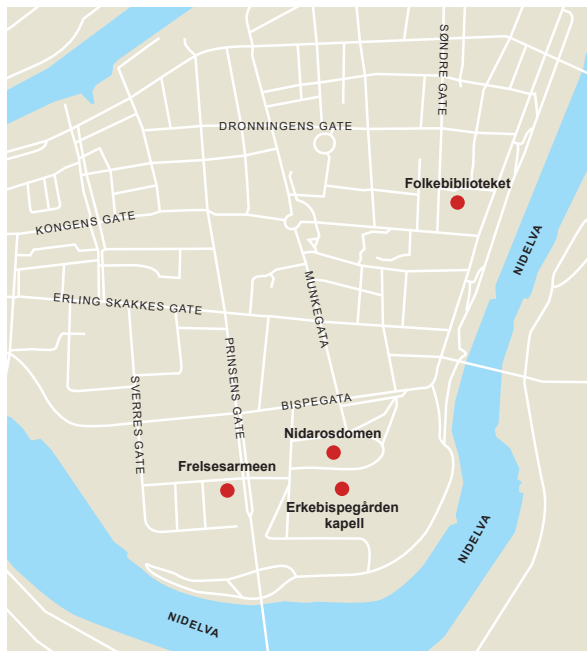 SØNDRE GATE
DRONNINGENS GATE
Folkebiblioteket
KONGENS GATE
NIDELVA
MUNKEGATA
ERLING SKAKKES GATE
PRINSENS GATE
SVERRES GATE
BISPEGATA
Nidarosdomen
Frelsesarmeen
Erkebispegården
kapell
NIDELVA
NIDELVA